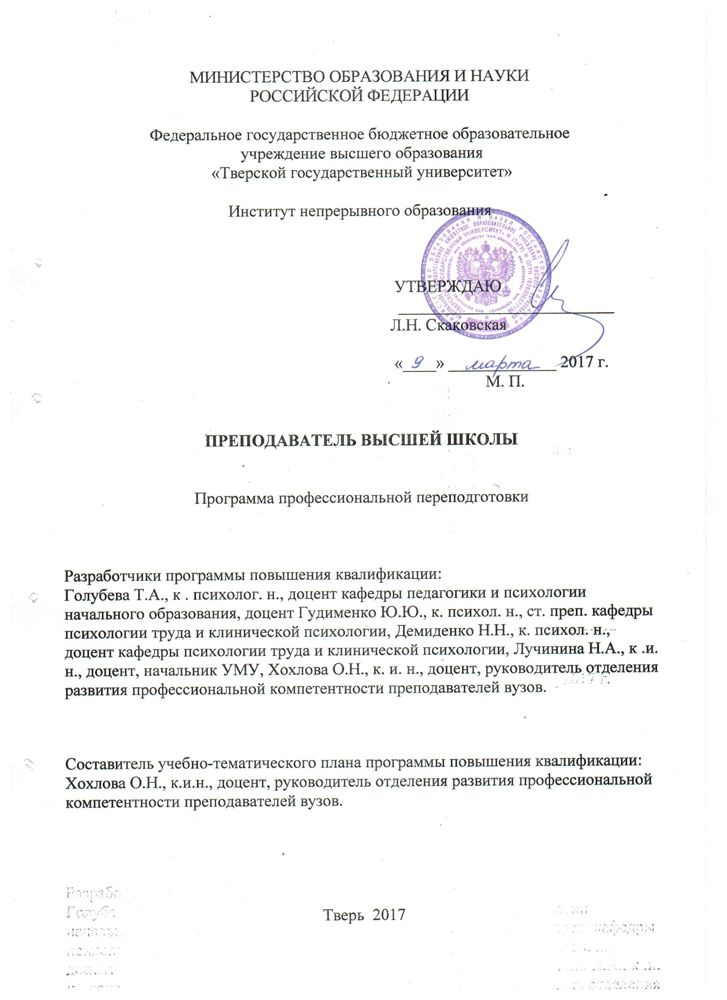 МИНИСТЕРСТВО ОБРАЗОВАНИЯ И НАУКИ
РОССИЙСКОЙ ФЕДЕРАЦИИ
Федеральное государственное бюджетное образовательное
учреждение высшего образования
«Тверской государственный университет»
Институт непрерывного образования
УТВЕРЖДАЮ
Л.Н. Скаковская
«9» марта 2017 г.
М. П.
ПРЕПОДАВАТЕЛЬ ВЫСШЕЙ ШКОЛЫ
Программа профессиональной переподготовки
Разработчики программы повышения квалификации:
Голубева Т.А., к . психолог. н., доцент кафедры педагогики и психологии
начального образования, доцент Гудименко Ю.Ю., к. психол. н., ст. преп. кафедры
психологии труда и клинической психологии, Демиденко Н.Н., к. психол. н.,
доцент кафедры психологии труда и клинической психологии, Лучинина Н.А., к .и.
н., доцент, начальник УМУ, Хохлова О.Н., к. и. н., доцент, руководитель отделения
развития профессиональной компетентности преподавателей вузов.
Составитель учебно-тематического плана программы повышения квалификации:
Хохлова О.Н., к.и.н., доцент, руководитель отделения развития профессиональной
компетентности преподавателей вузов.
Тверь 2017